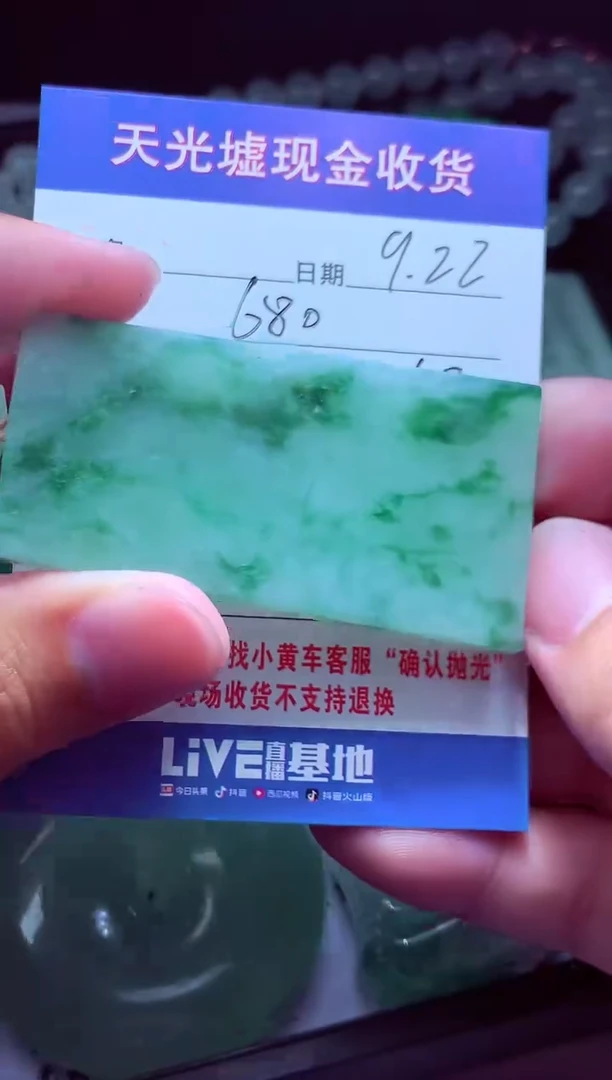 天光墟现金收货
日期 9.22
680
找小黄车客服“确认抛光”
现场收货不支持退换
LiVE直播基地
今日头条 抖音 西瓜视频 抖音火山版